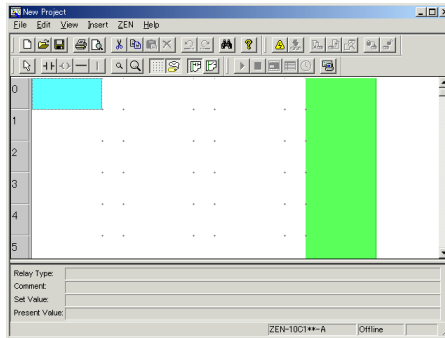 New Project
File Edit View Insert ZEN Help
0
1
2
3
4
5
Relay Type:
Comment:
Set Value:
Present Value:
ZEN-10C1**-A Offline